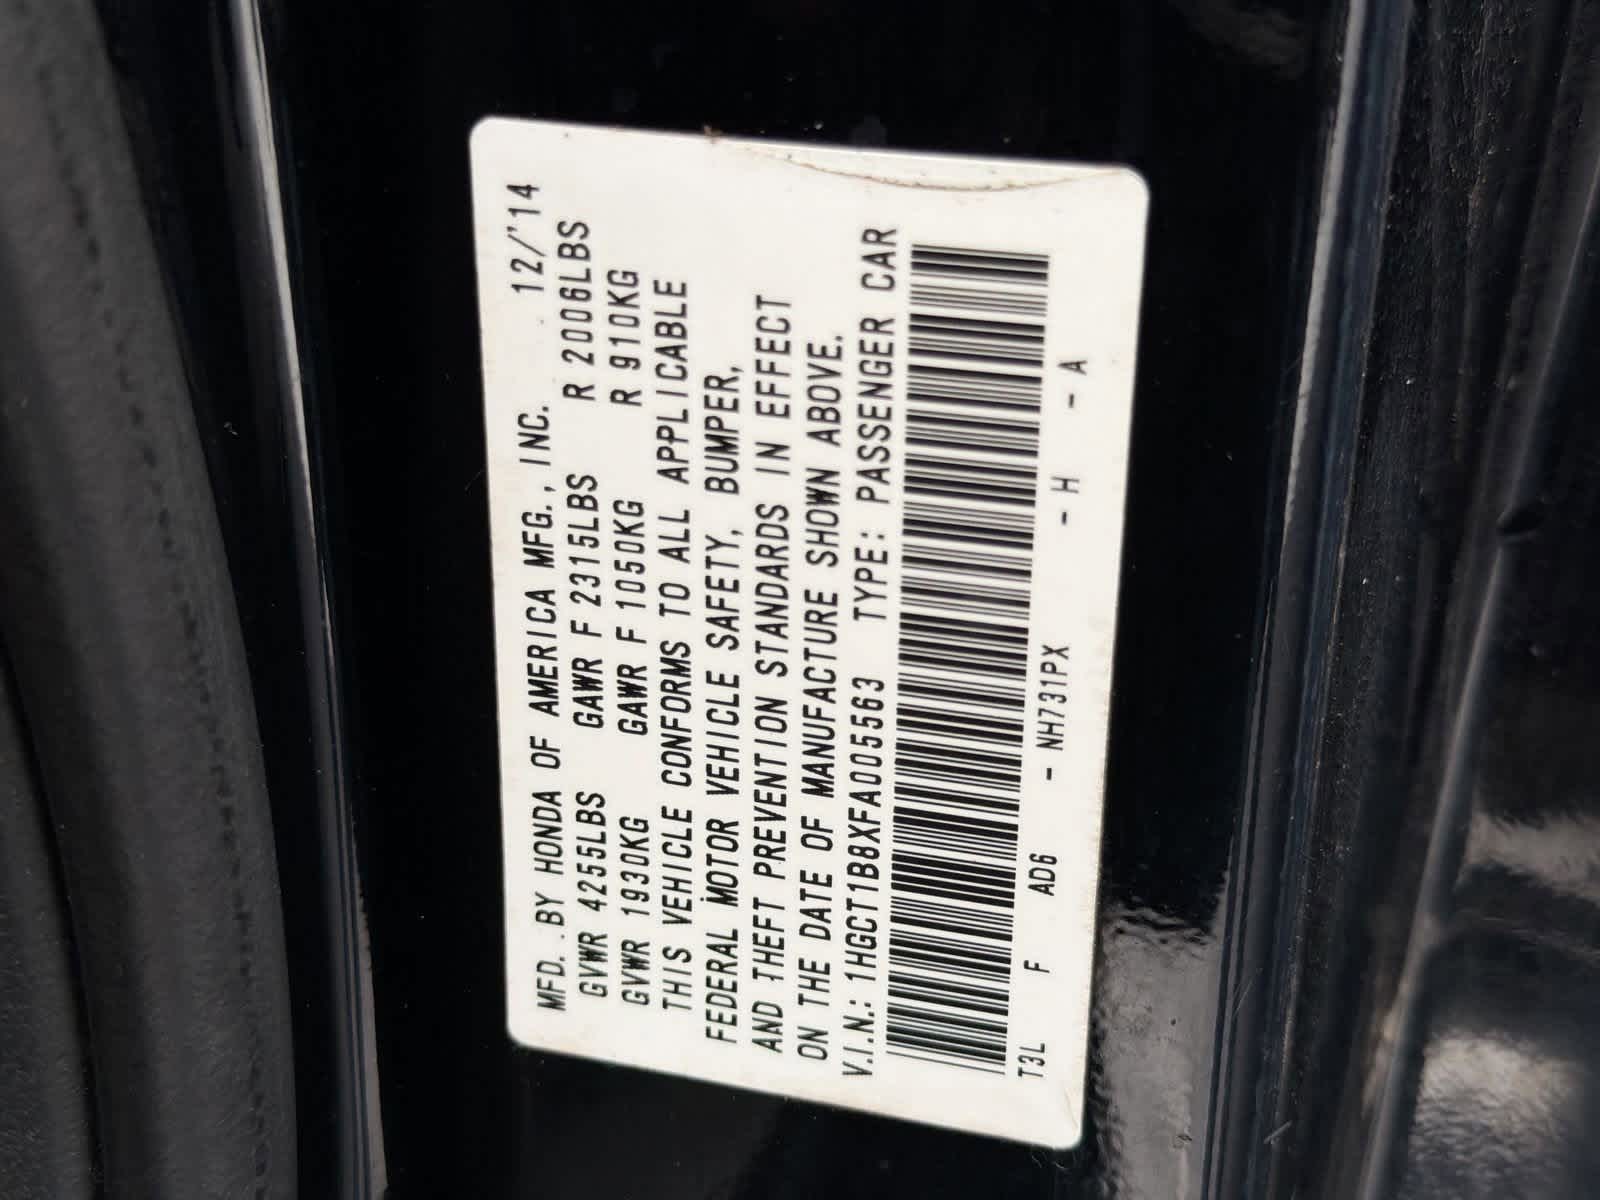 MFD. BY HONDA OF AMERICA MFG., INC. 12/'14
GVWR 4255LBS GAWR F 2315LBS R 2006LBS
GVWR 1930KG GAWR F 1050KG R 910KG
THIS VEHICLE CONFORMS TO ALL APPLICABLE
FEDERAL MOTOR VEHICLE SAFETY, BUMPER,
AND THEFT PREVENTION STANDARDS IN EFFECT
ON THE DATE OF MANUFACTURE SHOWN ABOVE.
V.I.N.: 1HGCT1B8XFA005563 TYPE: PASSENGER CAR
T3L F AD6 - NH731PX - H - A